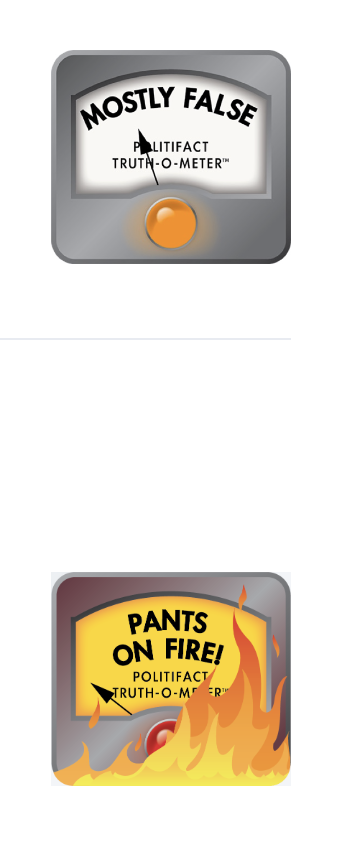 MOSTLY FALSE
POLITIFACT
TRUTH-O-METER™
PANTS
ON FIRE!
POLITIFACT
TRUTH-O-METER™